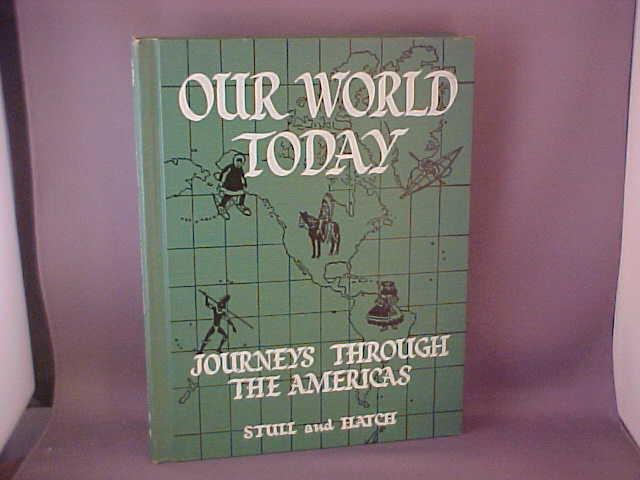 OUR WORLD
TODAY
JOURNEYS THROUGH
THE AMERICAS
STULL and HATCH